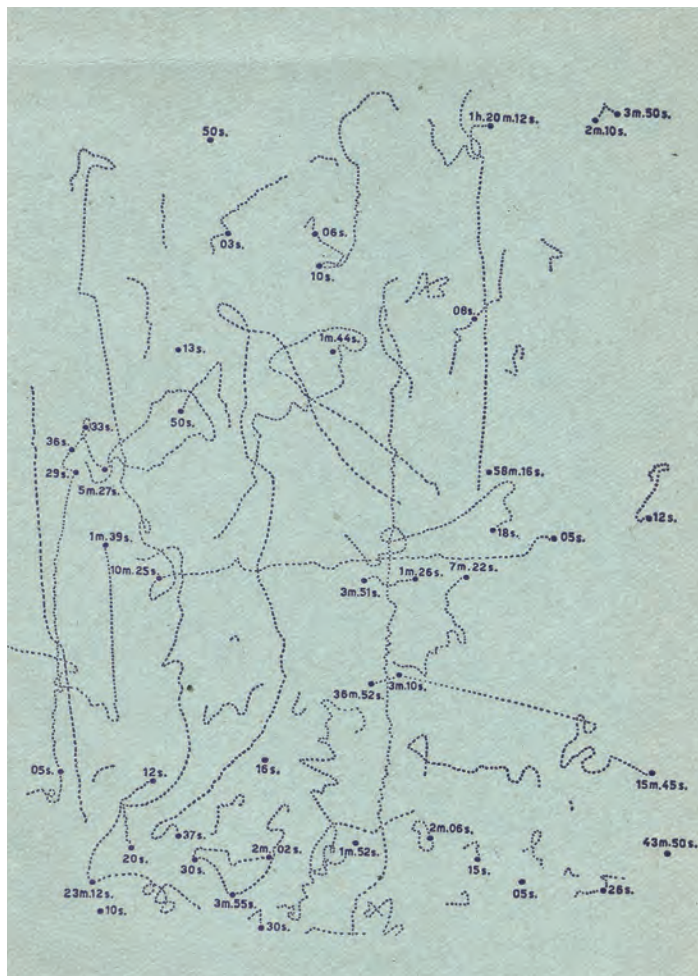 1h.20m.12s.
3m.50s.
2m.10s.
50s.
03s.
06s.
10s.
08s.
13s.
1m.44s.
50s.
33s.
36s.
29s.
5m.27s.
58m.16s.
12s.
18s.
05s.
1m.39s.
10m.25s.
3m.51s.
1m.26s.
7m.22s.
36m.52s.
3m.10s.
05s.
12s.
16s.
15m.45s.
37s.
2m.06s.
20s.
30s.
2m.02s.
1m.52s.
15s.
43m.50s.
23m.12s.
3m.55s.
05s.
26s.
10s.
30s.